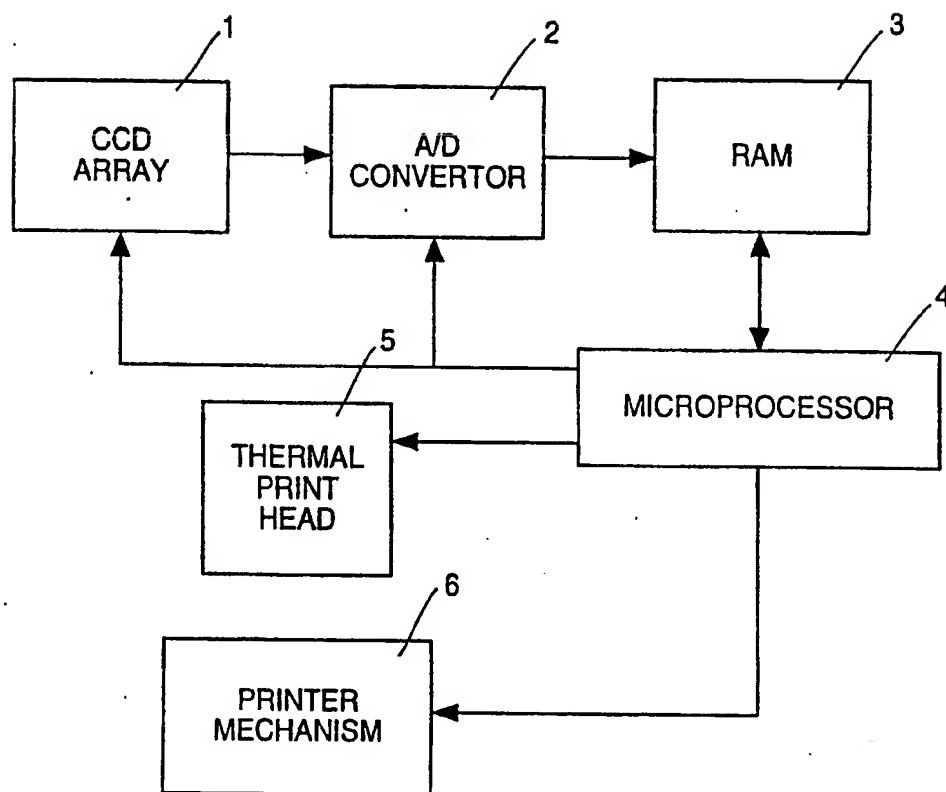 1
2
3
CCD
ARRAY
A/D
CONVERTOR
RAM
4
MICROPROCESSOR
5
THERMAL
PRINT
HEAD
6
PRINTER
MECHANISM